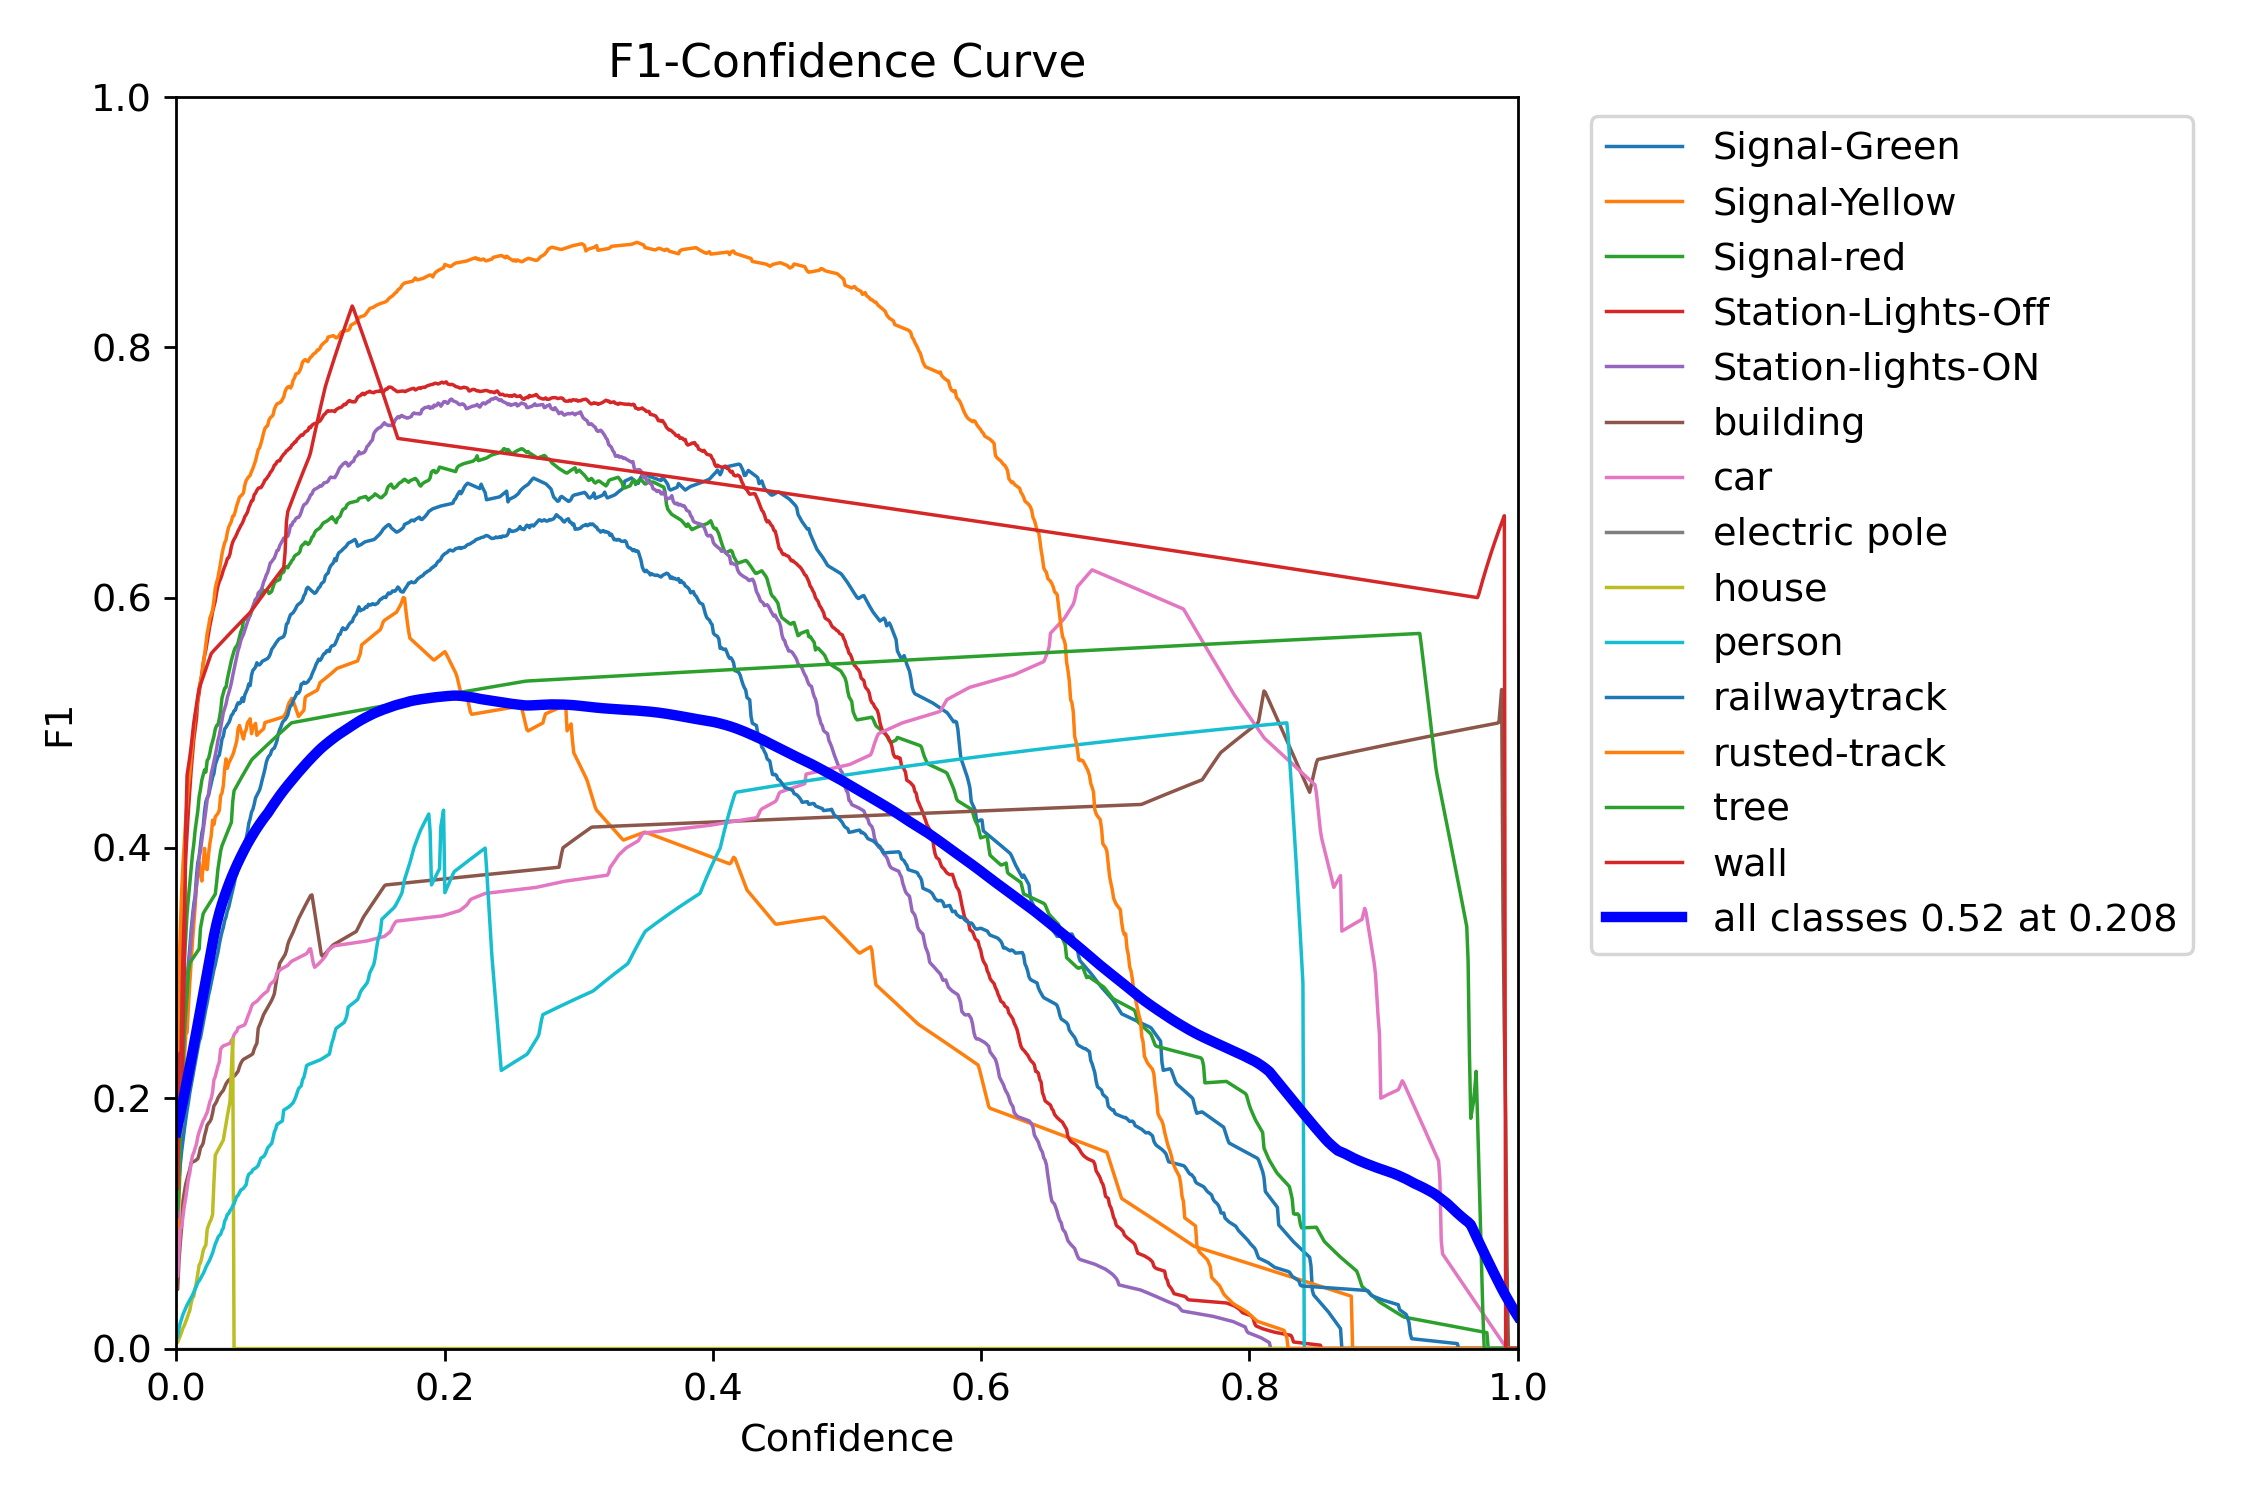 F1-Confidence Curve
1.0
0.8
0.6
0.4
0.2
0.0
F1
0.0 0.2 0.4 0.6 0.8 1.0
Confidence
Signal-Green
Signal-Yellow
Signal-red
Station-Lights-Off
Station-lights-ON
building
car
electric pole
house
person
railwaytrack
rusted-track
tree
wall
all classes 0.52 at 0.208